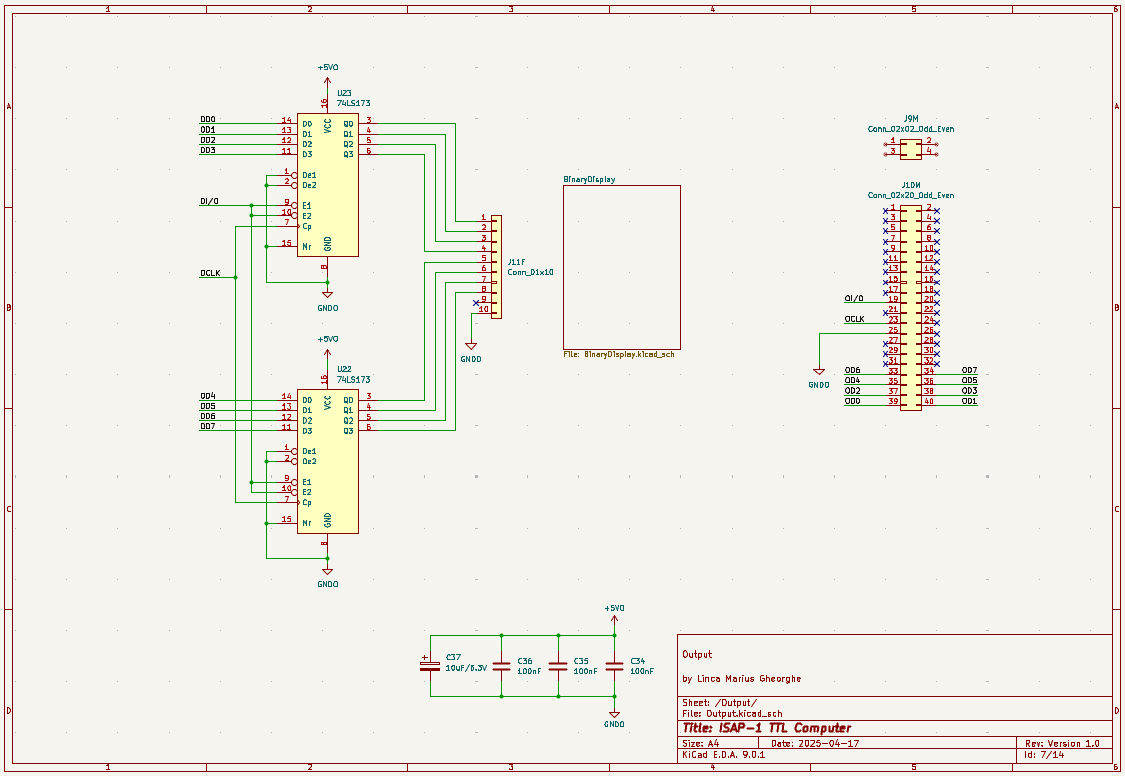 1 2 3 4 5 6
A
B
C
D
A
B
C
D
+5VO
16
U23
74LS173
VCC
OD0 14 D0 Q0 3
OD1 13 D1 Q1 4
OD2 12 D2 Q2 5
OD3 11 D3 Q3 6
1 Oe1
2 Oe2
OI/O 9 E1
10 E2
7 Cp
15 Mr
GND
8
GNDO
OCLK
+5VO
16
U22
74LS173
VCC
OD4 14 D0 Q0 3
OD5 13 D1 Q1 4
OD6 12 D2 Q2 5
OD7 11 D3 Q3 6
1 Oe1
2 Oe2
9 E1
10 E2
7 Cp
15 Mr
GND
8
GNDO
1
2
3
4
5
6
7
8
9
10
J11F
Conn_01x10
GNDO
BinaryDisplay
File: BinaryDisplay.kicad_sch
J9M
Conn_02x02_Odd_Even
1 2
3 4
J10M
Conn_02x20_Odd_Even
1 2
3 4
5 6
7 8
9 10
11 12
13 14
15 16
17 18
OI/O 19 20
21 22
OCLK 23 24
25 26
27 28
29 30
31 32
OD6 33 34 OD7
OD4 35 36 OD5
OD2 37 38 OD3
OD0 39 40 OD1
GNDO
+5VO
C37
10uF/6.3V
C36
100nF
C35
100nF
C34
100nF
GNDO
Output
by Linca Marius Gheorghe
Sheet: /Output/
File: Output.kicad_sch
Title: ISAP-1 TTL Computer
Size: A4 Date: 2025-04-17 Rev: Version 1.0
KiCad E.D.A. 9.0.1 Id: 7/14
1 2 3 4 5 6